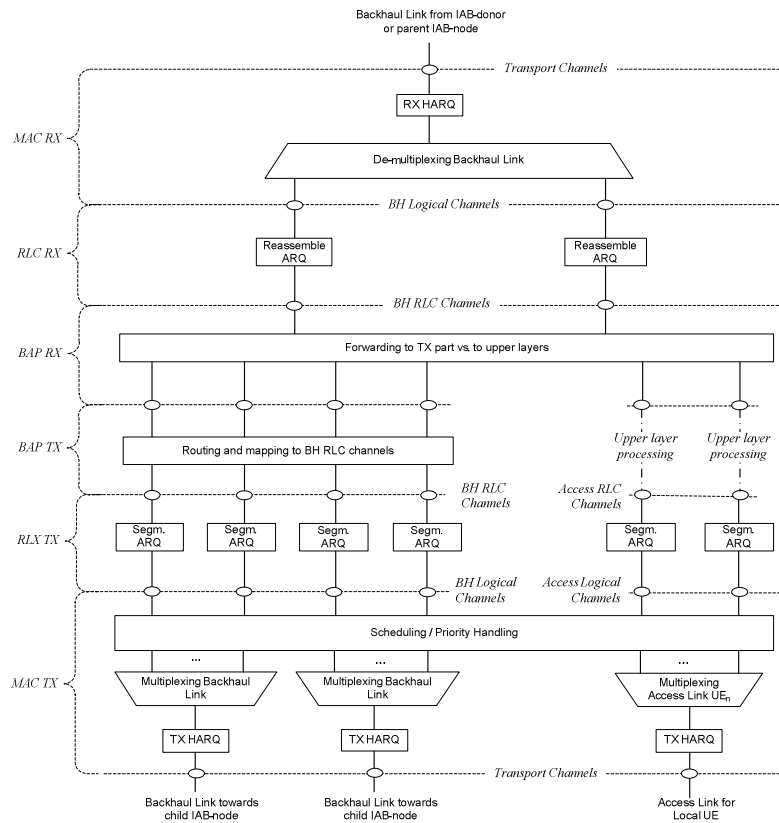 Backhaul Link from IAB-donor
or parent IAB-node
Transport Channels
RX HARQ
MAC RX
De-multiplexing Backhaul Link
BH Logical Channels
Reassemble
ARQ
Reassemble
ARQ
RLC RX
BH RLC Channels
Forwarding to TX part vs. to upper layers
BAP RX
BAP TX
Routing and mapping to BH RLC channels
Upper layer
processing
Upper layer
processing
BH RLC
Channels
Access RLC
Channels
RLX TX
Segm.
ARQ
Segm.
ARQ
Segm.
ARQ
Segm.
ARQ
Segm.
ARQ
Segm.
ARQ
BH Logical
Channels
Access Logical
Channels
Scheduling / Priority Handling
...
...
...
MAC TX
Multiplexing Backhaul
Link
Multiplexing Backhaul
Link
Multiplexing
Access Link UEn
TX HARQ
TX HARQ
TX HARQ
Transport Channels
Backhaul Link towards
child IAB-node
Backhaul Link towards
child IAB-node
Access Link for
Local UE